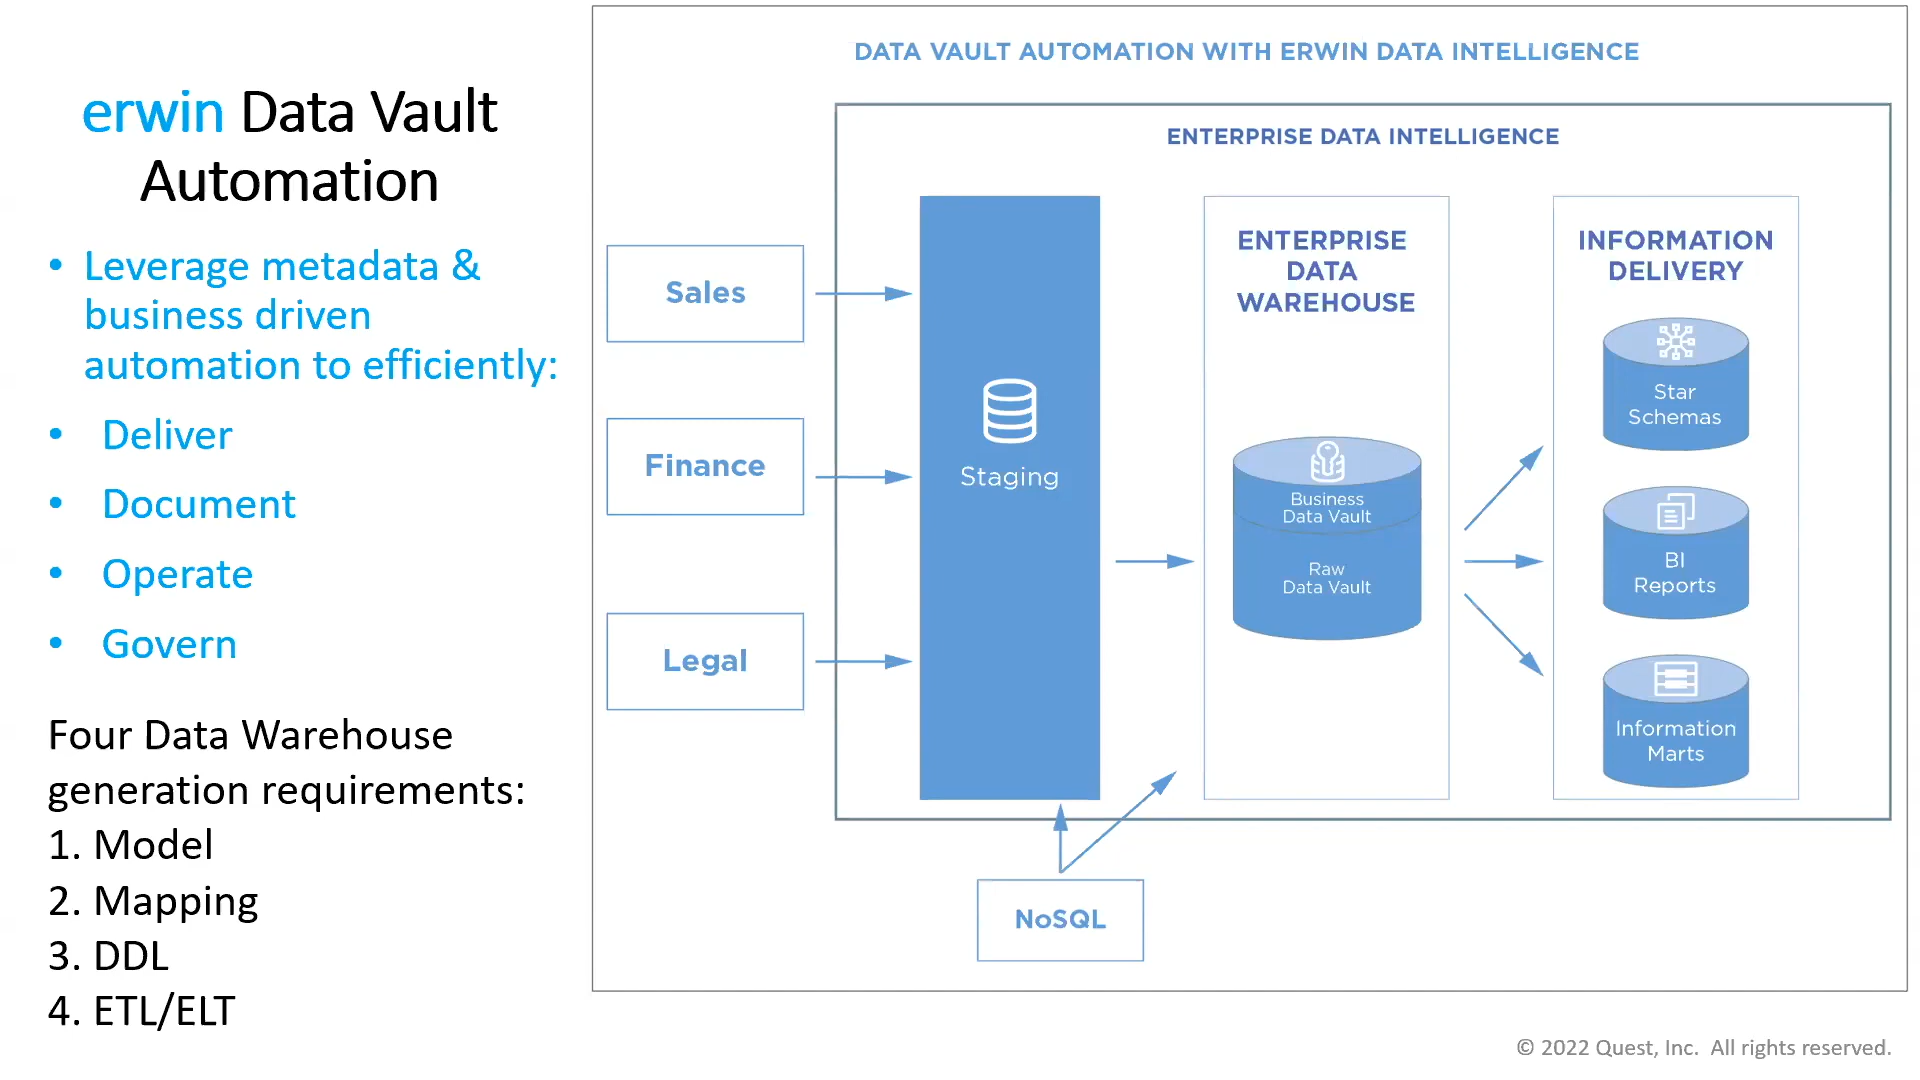 erwin Data Vault
Automation
• Leverage metadata &
business driven
automation to efficiently:
• Deliver
• Document
• Operate
• Govern
Four Data Warehouse
generation requirements:
1. Model
2. Mapping
3. DDL
4. ETL/ELT
DATA VAULT AUTOMATION WITH ERWIN DATA INTELLIGENCE
ENTERPRISE DATA INTELLIGENCE
Sales
Finance
Legal
Staging
NoSQL
ENTERPRISE
DATA
WAREHOUSE
Business
Data Vault
Raw
Data Vault
INFORMATION
DELIVERY
Star
Schemas
BI
Reports
Information
Marts
© 2022 Quest, Inc. All rights reserved.